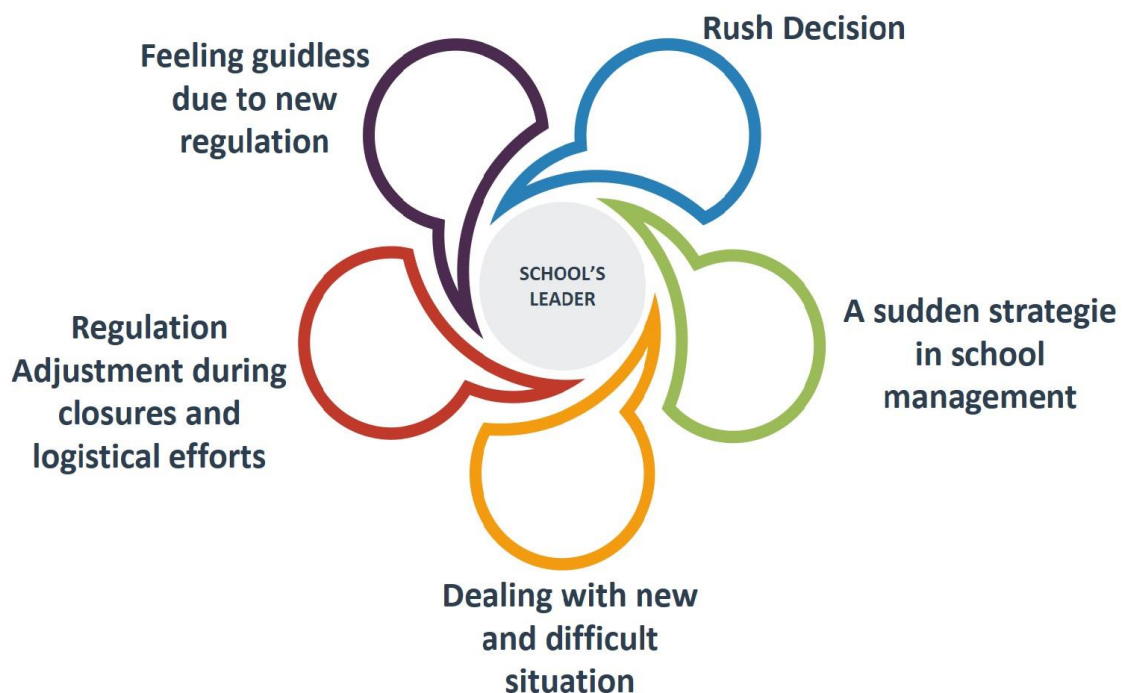 Rush Decision
Feeling guidless
due to new
regulation
SCHOOL'S
LEADER
A sudden strategie
in school
management
Regulation
Adjustment during
closures and
logistical efforts
Dealing with new
and difficult
situation